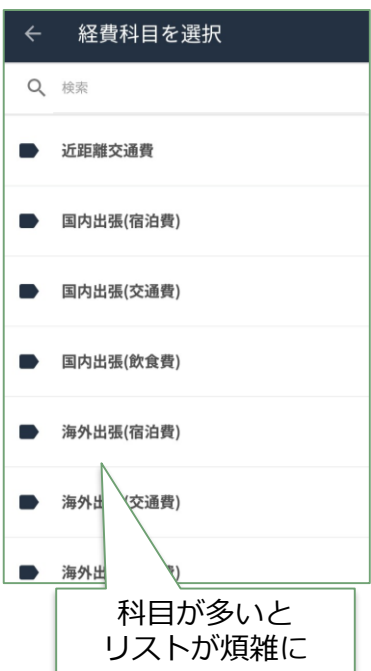 経費科目を選択
検索
近距離交通費
国内出張(宿泊費)
国内出張(交通費)
国内出張(飲食費)
海外出張(宿泊費)
海外出 交通費)
海外出
科目が多いと
リストが煩雑に